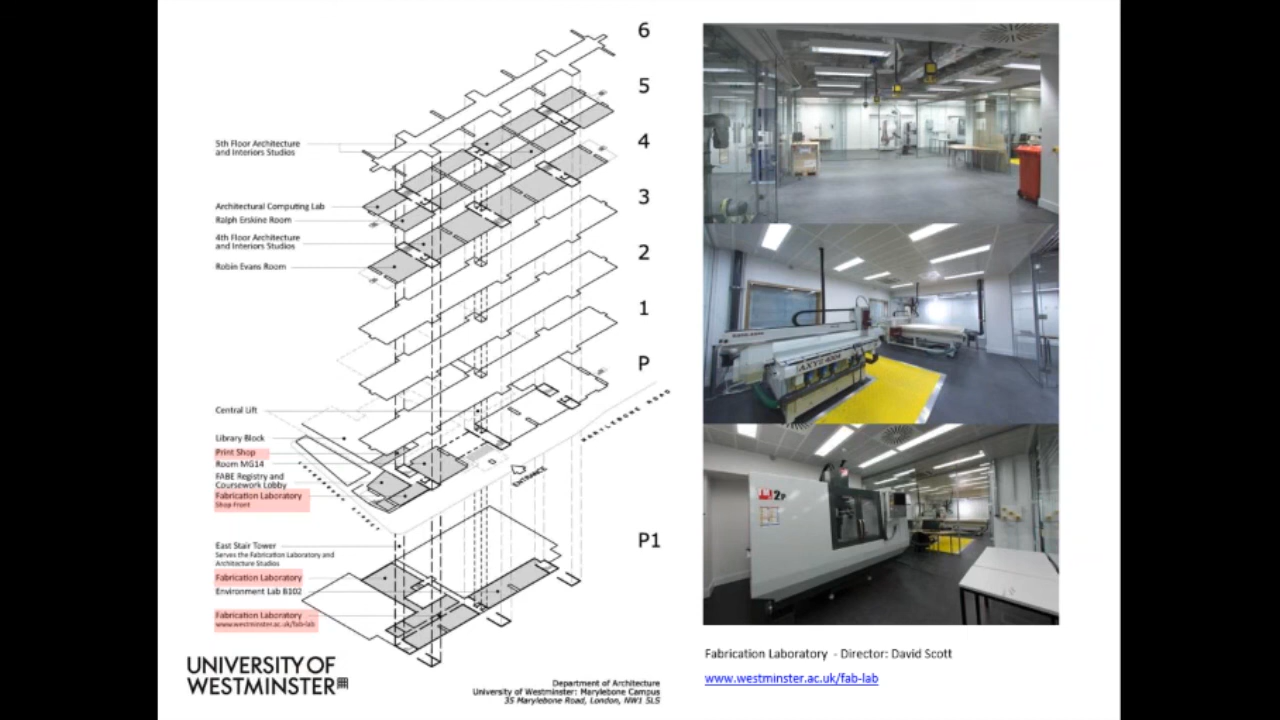 6
5
4
3
2
1
P
P1
5th Floor Architecture
and Interiors Studios
Architectural Computing Lab
Ralph Erskine Room
4th Floor Architecture
and Interiors Studios
Robin Evans Room
Central Lift
Library Block
Print Shop
Room MG14
FABE Registry and
Coursework Lobby
Fabrication Laboratory
Shop Front
East Stair Tower
Serves the Fabrication Laboratory and
Architecture Studios
Fabrication Laboratory
Environment Lab B102
Fabrication Laboratory
www.westminster.ac.uk/fab-lab
MARYLEBONE ROAD
ENTRANCE
UNIVERSITY OF
WESTMINSTER
Department of Architecture
University of Westminster: Marylebone Campus
35 Marylebone Road, London, NW1 5LS
AXYZ 4008
2P
Fabrication Laboratory - Director: David Scott
www.westminster.ac.uk/fab-lab